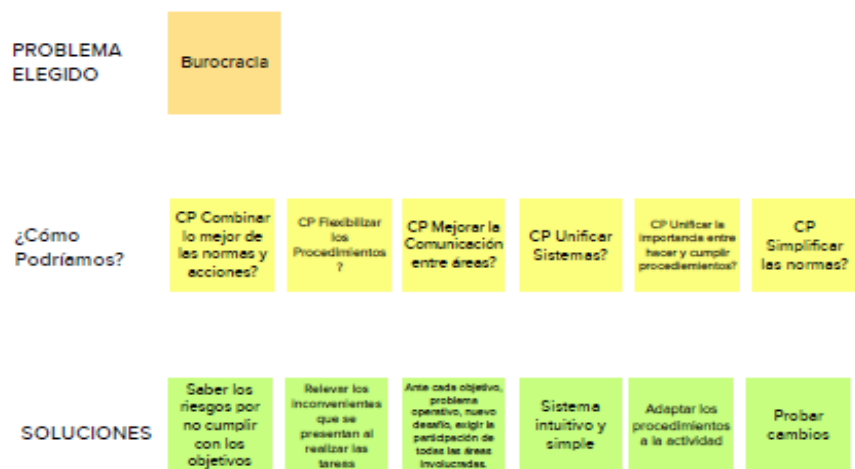 PROBLEMA
ELEGIDO
Burocracia
¿Cómo
Podríamos?
CP Combinar
lo mejor de
las normas y
acciones?
CP Flexibilizar
los
Procedimientos
?
CP Mejorar la
Comunicación
entre áreas?
CP Unificar
Sistemas?
CP Unificar la
importancia entre
hacer y cumplir
procediemientos?
CP
Simplificar
las normas?
SOLUCIONES
Saber los
riesgos por
no cumplir
con los
objetivos
Relevar los
inconvenientes
que se
presentan al
realizar las
tareas
Ante cada objetivo,
problema
operativo, nuevo
desafío, exigir la
participación de
todas las áreas
involucradas.
Sistema
intuitivo y
simple
Adaptar los
procedimientos
a la actividad
Probar
cambios